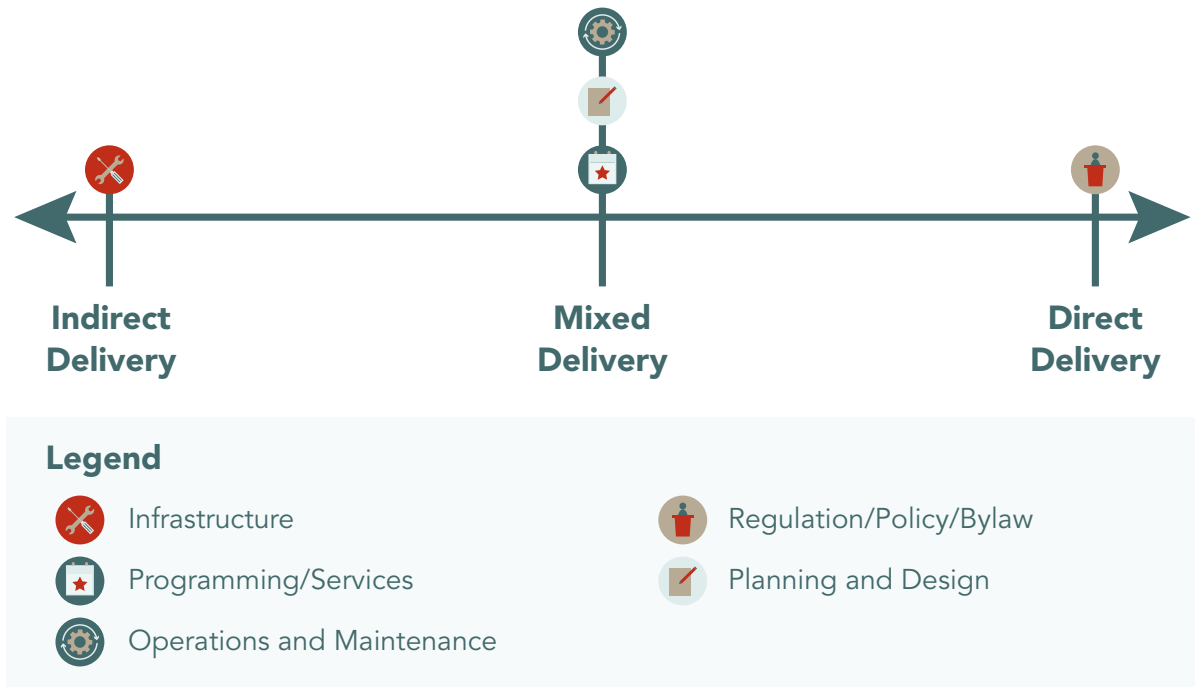 Indirect
Delivery
Mixed
Delivery
Direct
Delivery
Legend
Infrastructure
Programming/Services
Operations and Maintenance
Regulation/Policy/Bylaw
Planning and Design